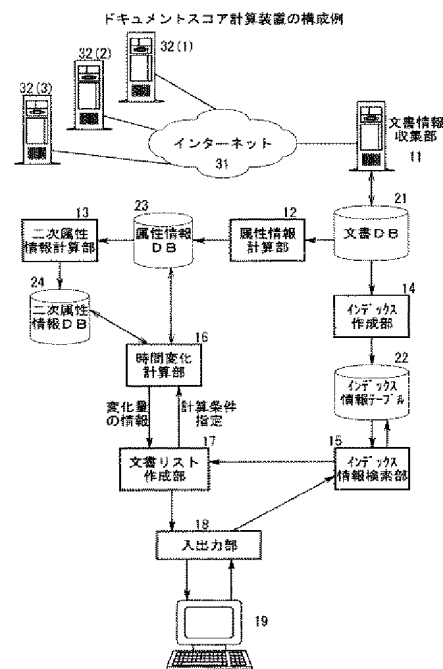 ドキュメントスコア計算装置の構成例
32(1)
32(2)
32(3)
インターネット
31
文書情報
収集部
11
13
二次属性
情報計算部
23
属性情報
DB
12
属性情報
計算部
21
文書DB
24
二次属性
情報DB
14
インデックス
作成部
16
時間変化
計算部
22
インデックス
情報テーブル
変化量
の情報
計算条件
指定
17
文書リスト
作成部
15
インデックス
情報検索部
18
入出力部
19